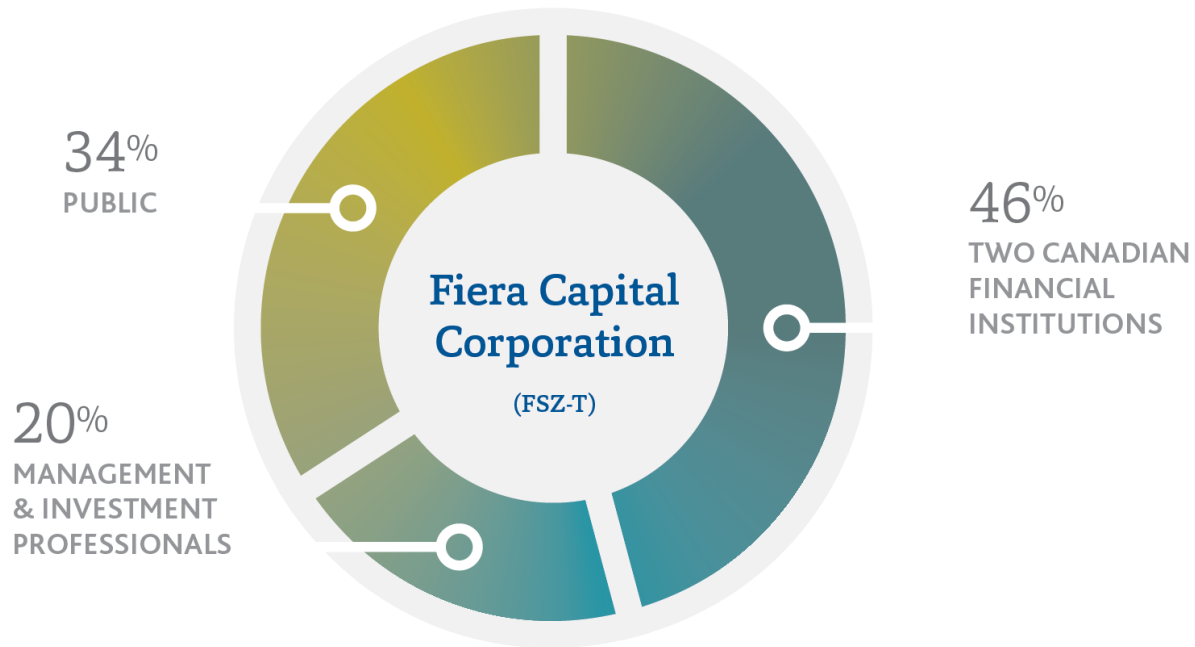 34%
PUBLIC
46%
TWO CANADIAN
FINANCIAL
INSTITUTIONS
Fiera Capital
Corporation
(FSZ-T)
20%
MANAGEMENT
& INVESTMENT
PROFESSIONALS